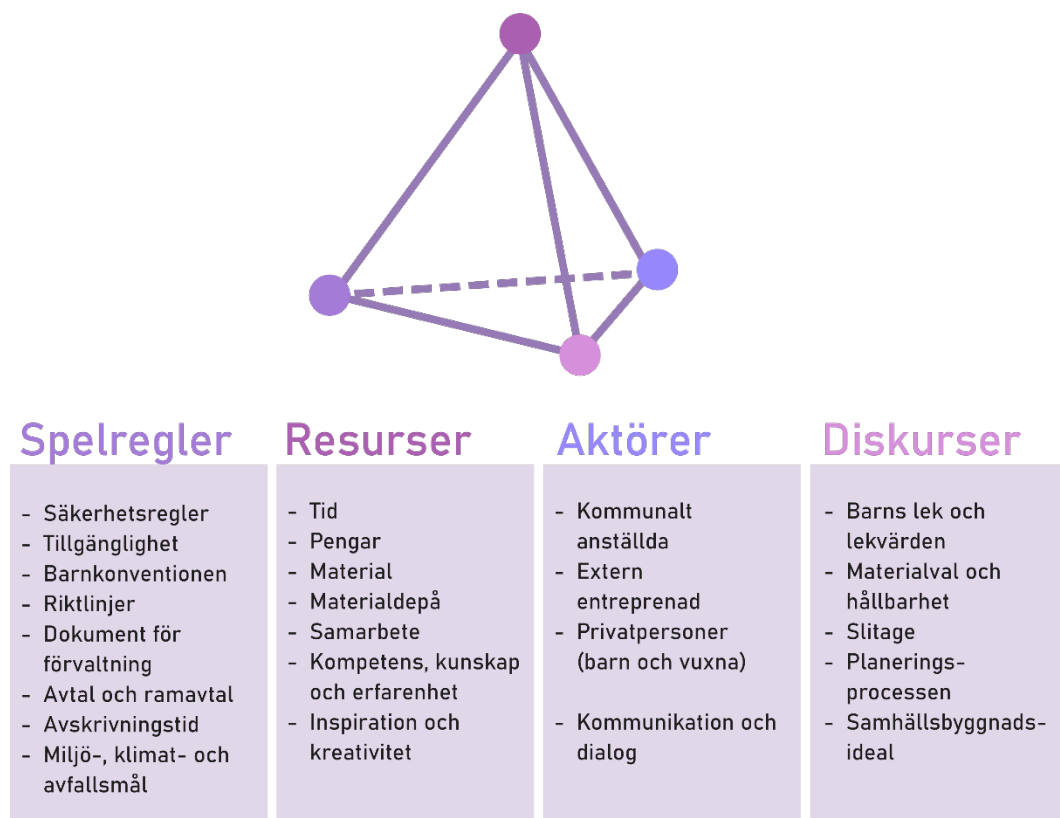 Spelregler
- Säkerhetsregler
- Tillgänglighet
- Barnkonventionen
- Riktlinjer
- Dokument för
förvaltning
- Avtal och ramavtal
- Avskrivningstid
- Miljö-, klimat- och
avfallsmål
Resurser
- Tid
- Pengar
- Material
- Materialdepå
- Samarbete
- Kompetens, kunskap
och erfarenhet
- Inspiration och
kreativitet
Aktörer
- Kommunalt
anställda
- Extern
entreprenad
- Privatpersoner
(barn och vuxna)
- Kommunikation och
dialog
Diskurser
- Barns lek och
lekvärden
- Materialval och
hållbarhet
- Slitage
- Planerings-
processen
- Samhällsbyggnads-
ideal